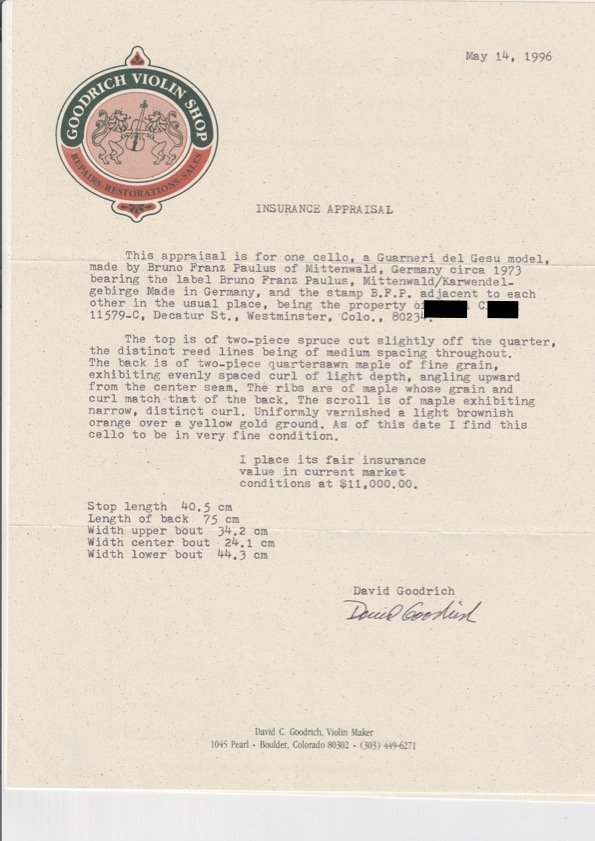 May 14, 1996
GOODRICH VIOLIN SHOP
REPAIRS·RESTORATIONS·SALES
INSURANCE APPRAISAL
This appraisal is for one cello, a Guarneri del Gesu model,
made by Bruno Franz Paulus of Mittenwald, Germany circa 1973
bearing the label Bruno Franz Paulus, Mittenwald/Karwendel-
gebirge Made in Germany, and the stamp B.F.P. adjacent to each
other in the usual place, being the property of C
11579-C, Decatur St., Westminster, Colo., 80234.
The top is of two-piece spruce cut slightly off the quarter,
the distinct reed lines being of medium spacing throughout.
The back is of two-piece quartersawn maple of fine grain,
exhibiting evenly spaced curl of light depth, angling upward
from the center seam. The ribs are of maple whose grain and
curl match that of the back. The scroll is of maple exhibiting
narrow, distinct curl. Uniformly varnished a light brownish
orange over a yellow gold ground. As of this date I find this
cello to be in very fine condition.
I place its fair insurance
value in current market
conditions at $11,000.00.
Stop length 40.5 cm
Length of back 75 cm
Width upper bout 34.2 cm
Width center bout 24.1 cm
Width lower bout 44.3 cm
David Goodrich
David Goodrich
David C. Goodrich, Violin Maker
1045 Pearl - Boulder, Colorado 80302 - (303) 449-6271